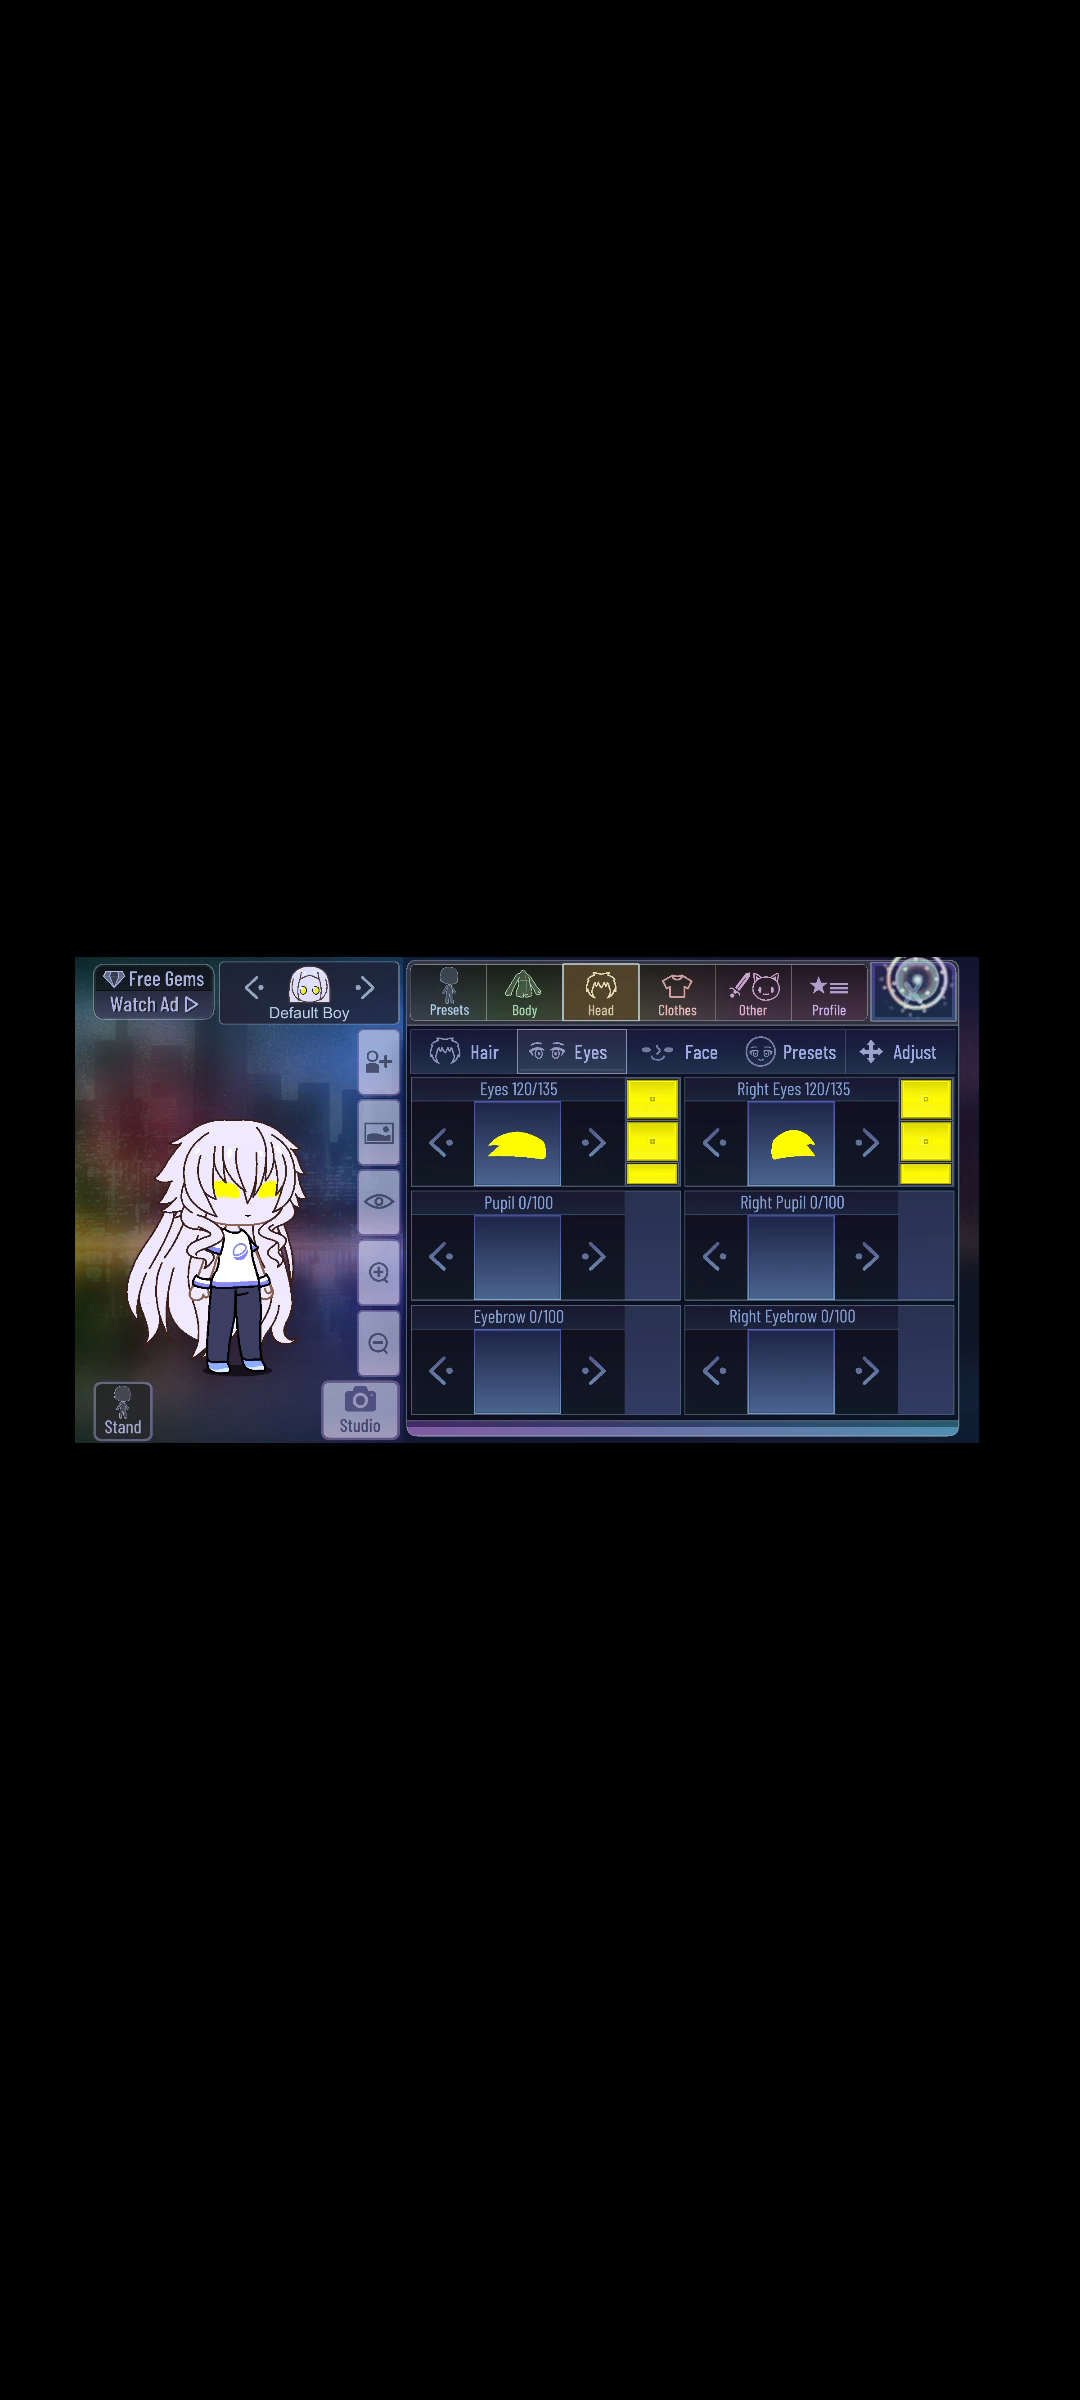 Free Gems
Watch Ad
Default Boy
Presets
Body
Head
Clothes
Other
Profile
Hair
Eyes
Face
Presets
Adjust
Eyes 120/135
Right Eyes 120/135
Pupil 0/100
Right Pupil 0/100
Eyebrow 0/100
Right Eyebrow 0/100
Stand
Studio